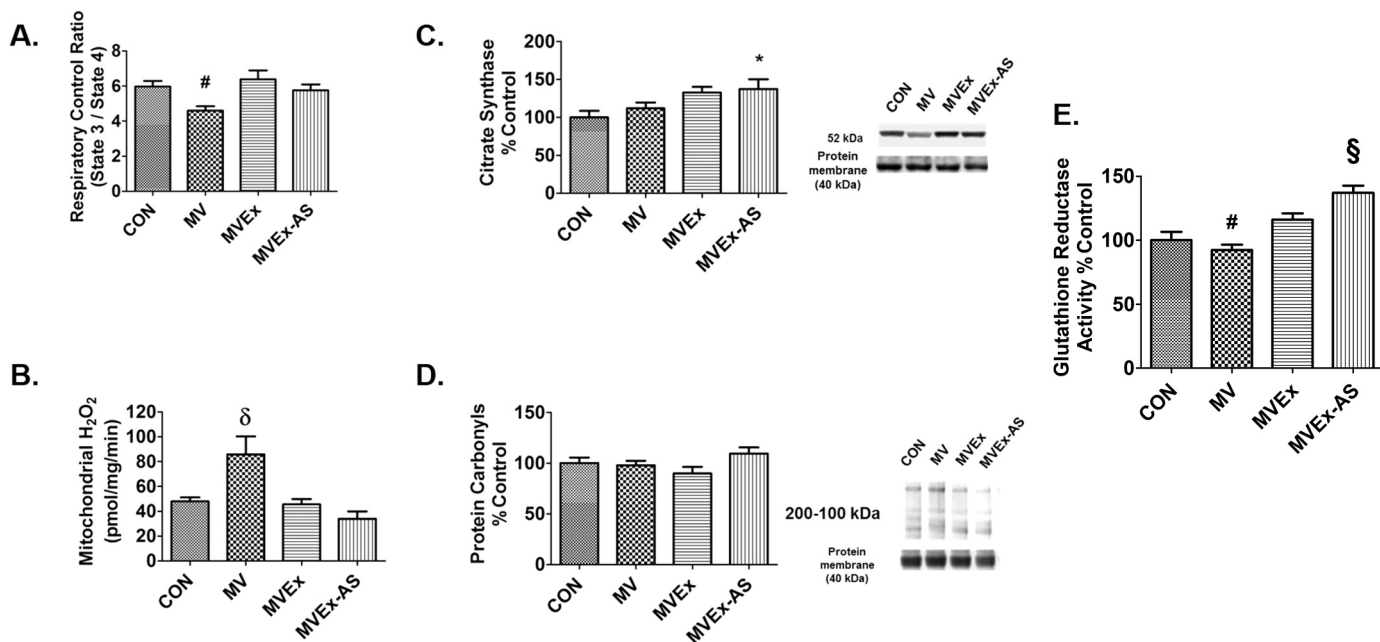 A.
Respiratory Control Ratio
(State 3 / State 4)
8
6
4
2
0
#
CON
MV
MVEx
MVEx-AS
B.
Mitochondrial H₂O₂
(pmol/mg/min)
120
100
80
60
40
20
0
δ
CON
MV
MVEx
MVEx-AS
C.
Citrate Synthase
% Control
200
150
100
50
0
*
CON
MV
MVEx
MVEx-AS
CON
MV
MVEx
MVEx-AS
52 kDa
Protein
membrane
(40 kDa)
D.
Protein Carbonyls
% Control
150
100
50
0
CON
MV
MVEx
MVEx-AS
CON
MV
MVEx
MVEx-AS
200-100 kDa
Protein
membrane
(40 kDa)
E.
Glutathione Reductase
Activity % Control
150
100
50
0
#
§
CON
MV
MVEx
MVEx-AS